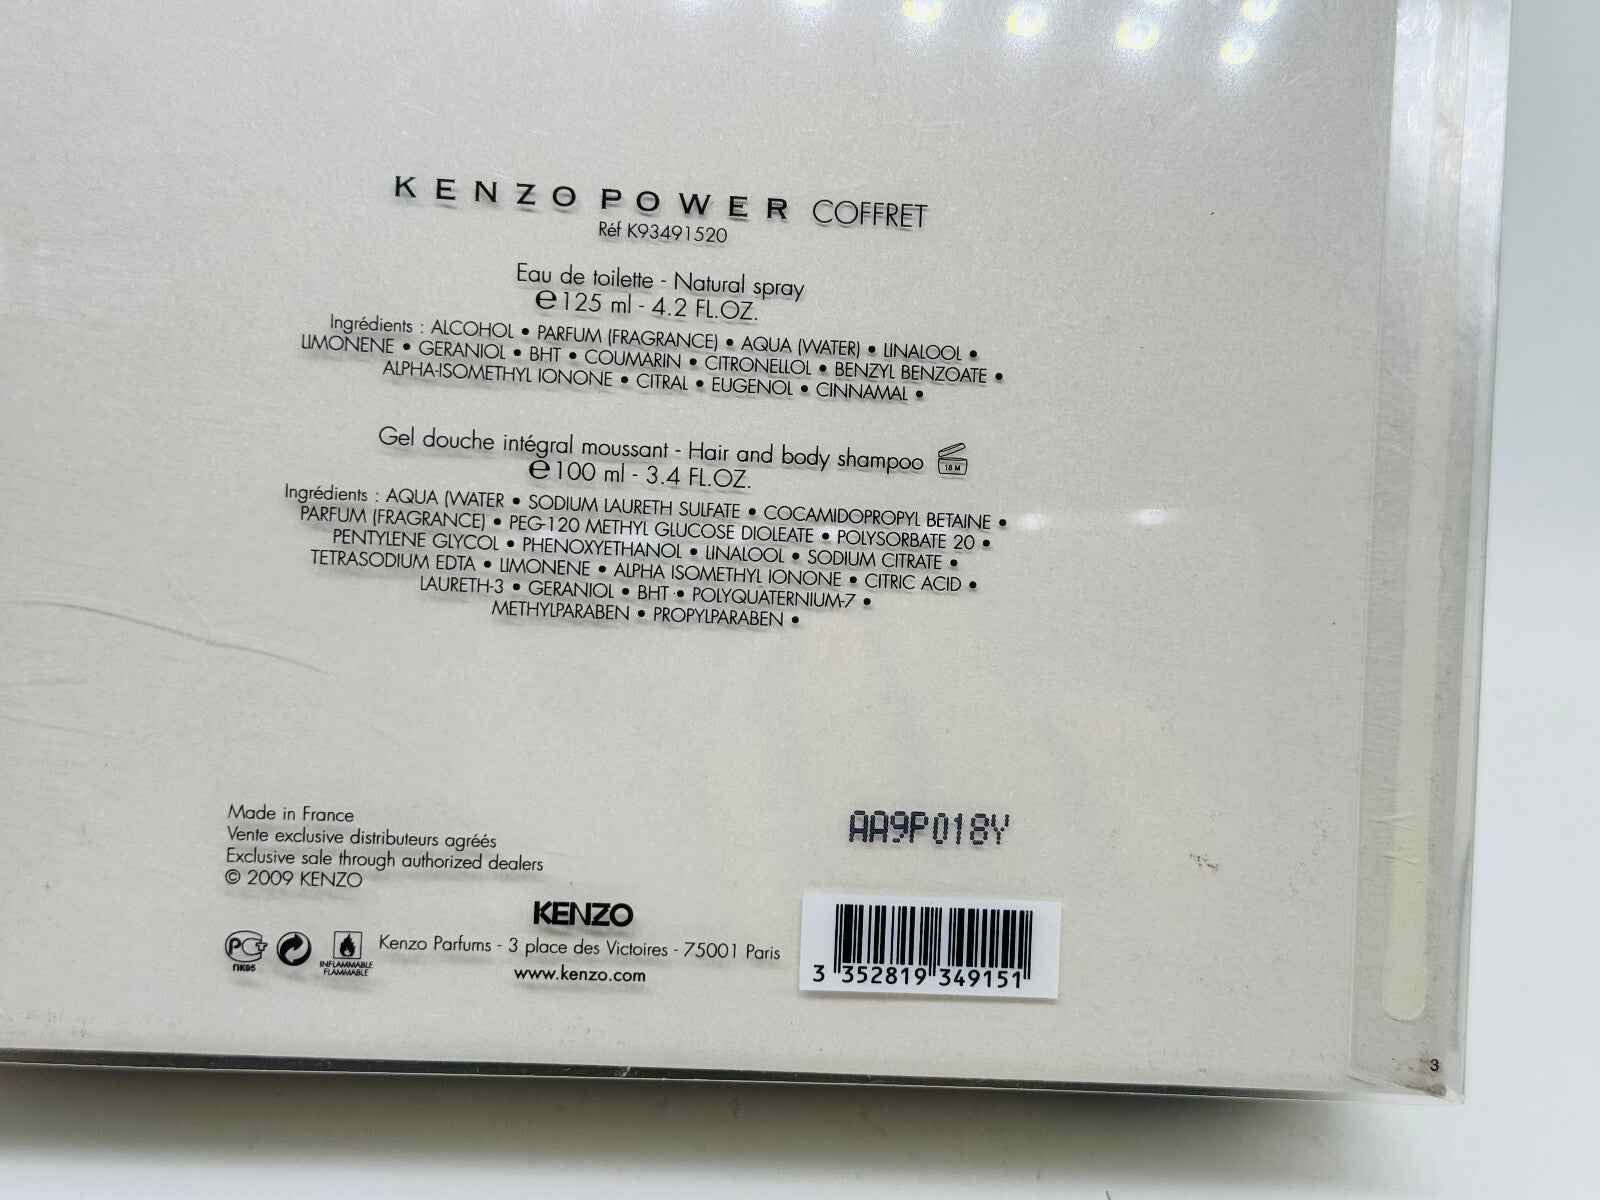 KENZO POWER COFFRET
Réf K93491520
Eau de toilette - Natural spray
℮ 125 ml - 4.2 FL.OZ.
Ingrédients : ALCOHOL • PARFUM (FRAGRANCE) • AQUA (WATER) • LINALOOL •
LIMONENE • GERANIOL • BHT • COUMARIN • CITRONELLOL • BENZYL BENZOATE •
ALPHA-ISOMETHYL IONONE • CITRAL • EUGENOL • CINNAMAL •
Gel douche intégral moussant - Hair and body shampoo
18 M
℮ 100 ml - 3.4 FL.OZ.
Ingrédients : AQUA (WATER • SODIUM LAURETH SULFATE • COCAMIDOPROPYL BETAINE •
PARFUM (FRAGRANCE) • PEG-120 METHYL GLUCOSE DIOLEATE • POLYSORBATE 20 •
PENTYLENE GLYCOL • PHENOXYETHANOL • LINALOOL • SODIUM CITRATE •
TETRASODIUM EDTA • LIMONENE • ALPHA ISOMETHYL IONONE • CITRIC ACID •
LAURETH-3 • GERANIOL • BHT • POLYQUATERNIUM-7 •
METHYLPARABEN • PROPYLPARABEN •
Made in France
Vente exclusive distributeurs agréés
Exclusive sale through authorized dealers
© 2009 KENZO
AA9P018Y
KENZO
Kenzo Parfums - 3 place des Victoires - 75001 Paris
www.kenzo.com
РСТ
ПК05
INFLAMMABLE
FLAMMABLE
3 352819 349151
3